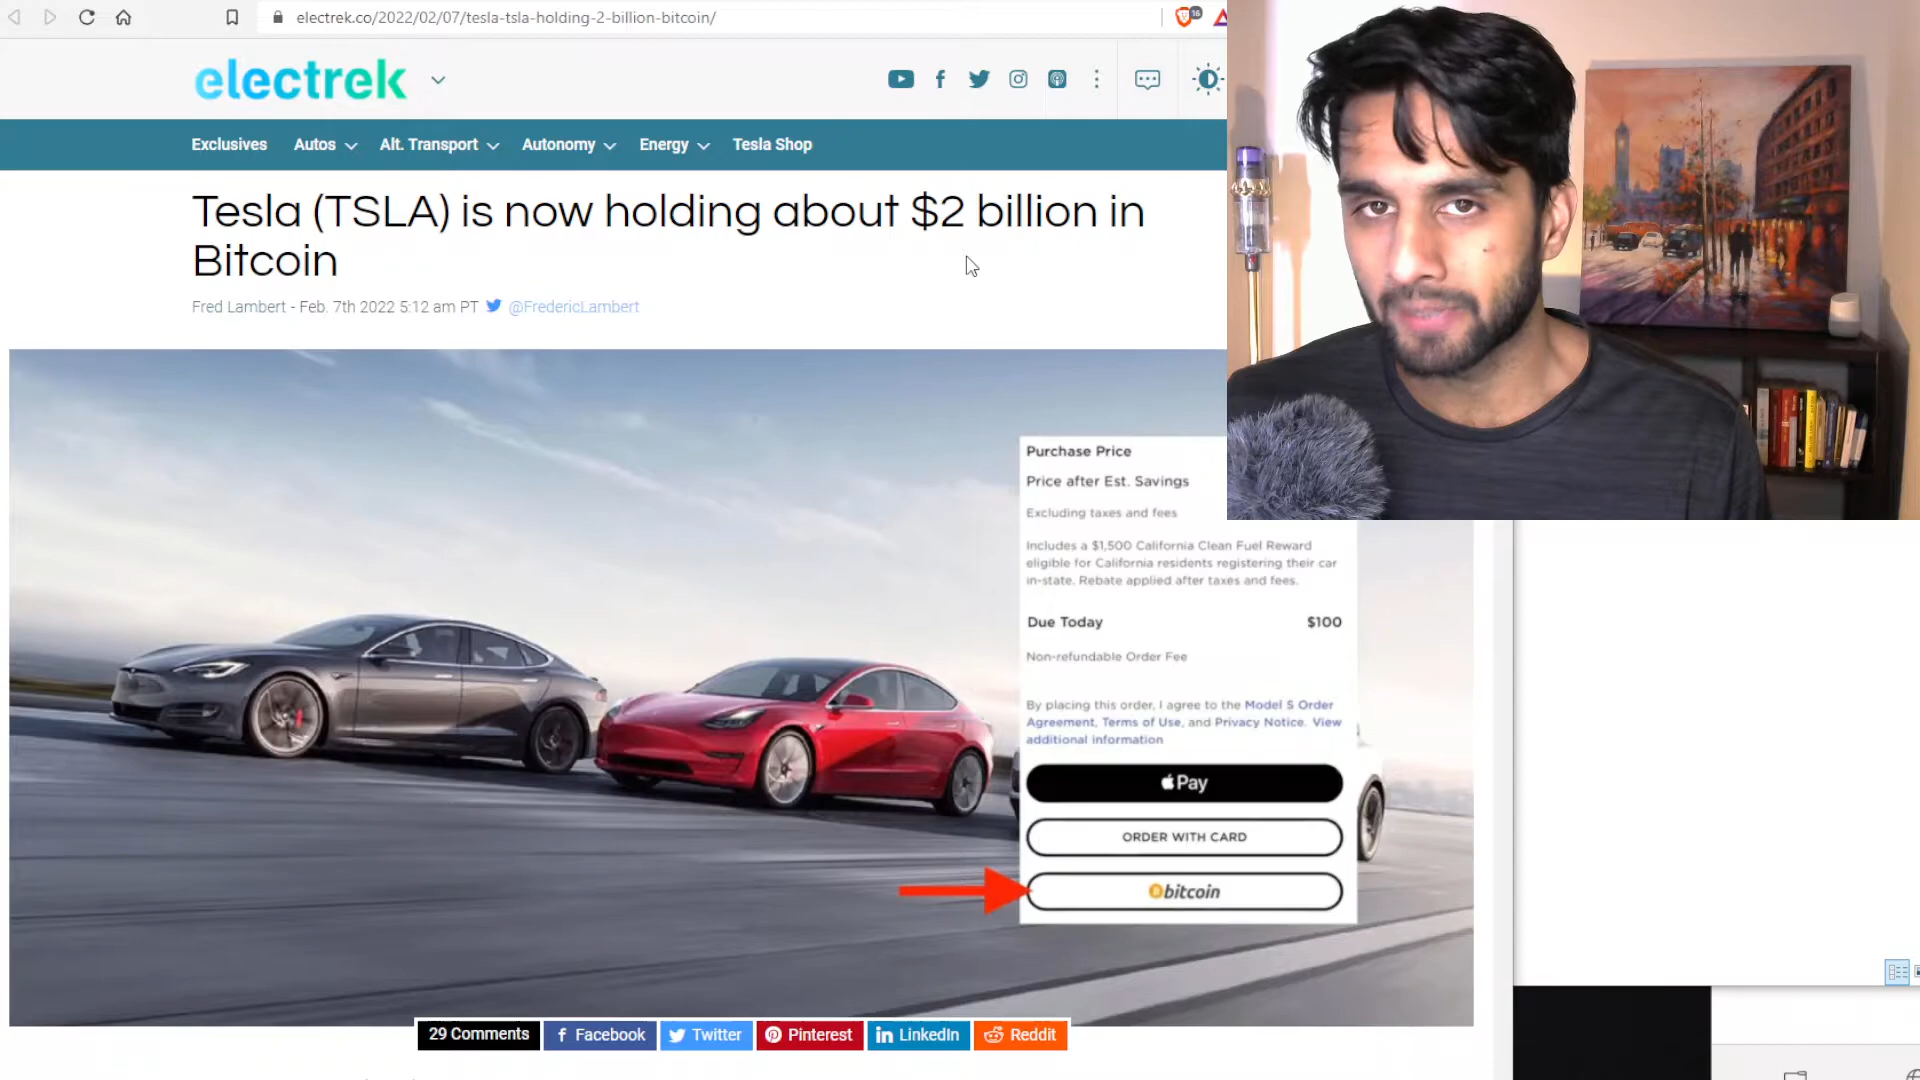 electrek.co/2022/02/07/tesla-tsla-holding-2-billion-bitcoin/
16
electrek
Exclusives Autos Alt. Transport Autonomy Energy Tesla Shop
Tesla (TSLA) is now holding about $2 billion in
Bitcoin
Fred Lambert - Feb. 7th 2022 5:12 am PT @FredericLambert
Purchase Price
Price after Est. Savings
Excluding taxes and fees
Includes a $1,500 California Clean Fuel Reward
eligible for California residents registering their car
in-state. Rebate applied after taxes and fees.
Due Today $100
Non-refundable Order Fee
By placing this order, I agree to the Model S Order
Agreement, Terms of Use, and Privacy Notice. View
additional information
Pay
ORDER WITH CARD
bitcoin
29 Comments Facebook Twitter Pinterest LinkedIn Reddit